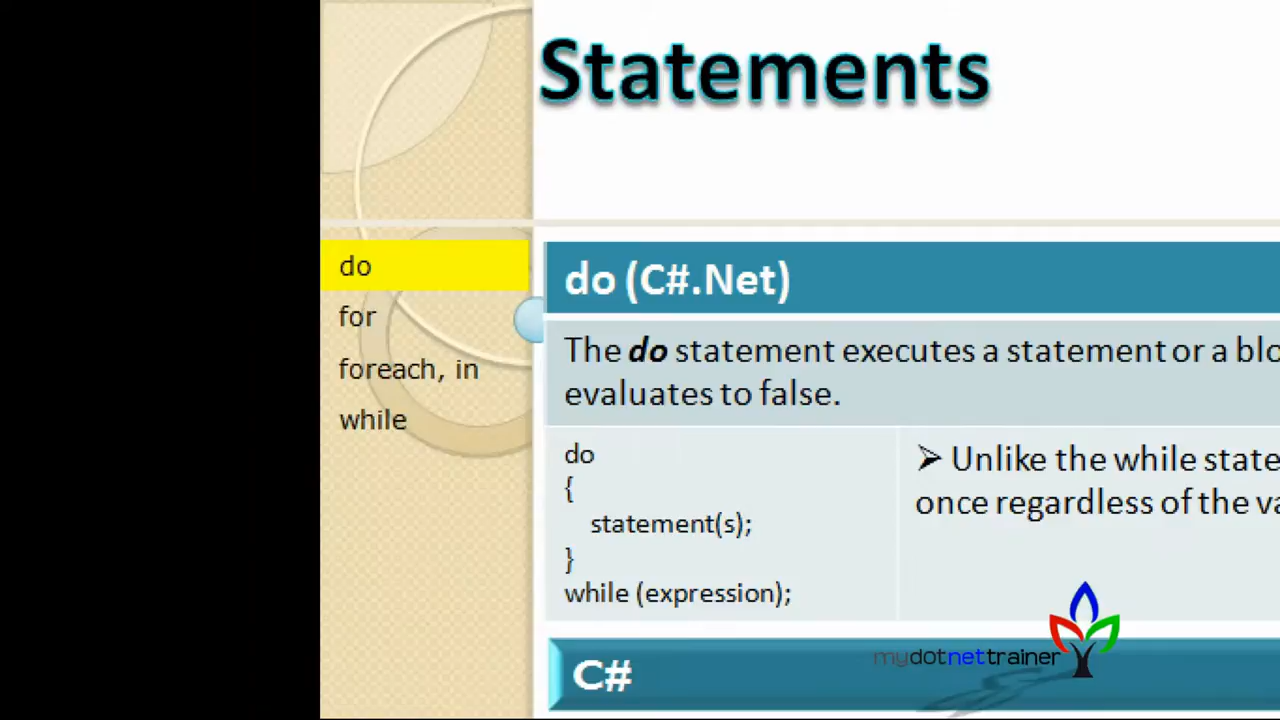 Statements
do
for
foreach, in
while
do (C#.Net)
The do statement executes a statement or a blo
evaluates to false.
do
{
statement(s);
}
while (expression);
➢ Unlike the while state
once regardless of the va
mydotnettrainer
C#